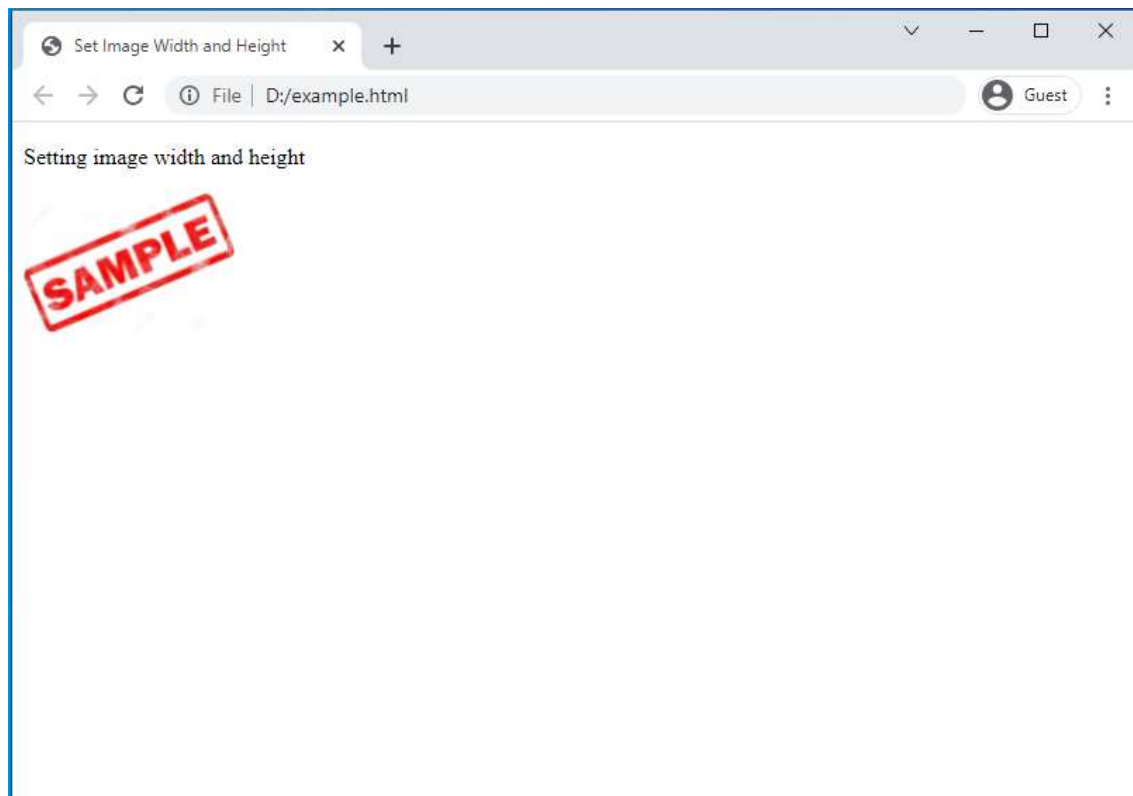 Set Image Width and Height
File D:/example.html
Guest
Setting image width and height
SAMPLE